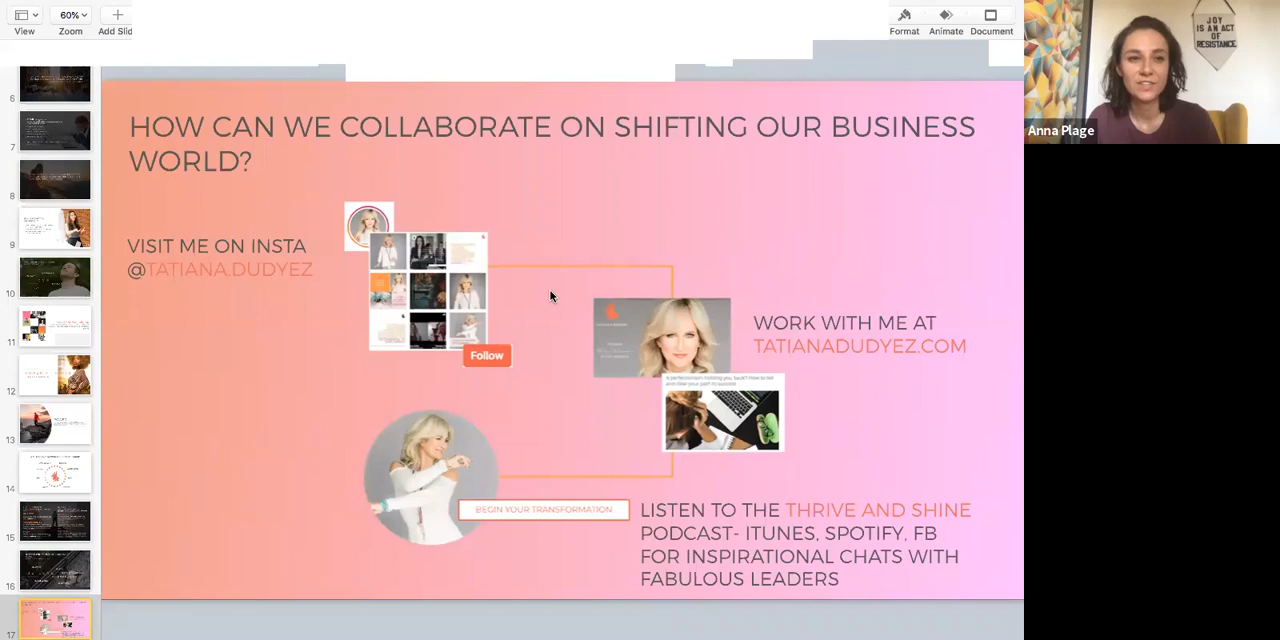 60%
View
Zoom
Add Slid
Format
Animate
Document
JOY
IS AN ACT
OF
RESISTANCE
Anna Plage
HOW CAN WE COLLABORATE ON SHIFTING OUR BUSINESS
WORLD?
VISIT ME ON INSTA
@TATIANA.DUDYEZ
Follow
WORK WITH ME AT
TATIANADUDYEZ.COM
BEGIN YOUR TRANSFORMATION
LISTEN TO THE THRIVE AND SHINE
PODCAST- ITUNES, SPOTIFY, FB
FOR INSPIRATIONAL CHATS WITH
FABULOUS LEADERS
6
7
8
9
10
11
12
13
14
15
16
17